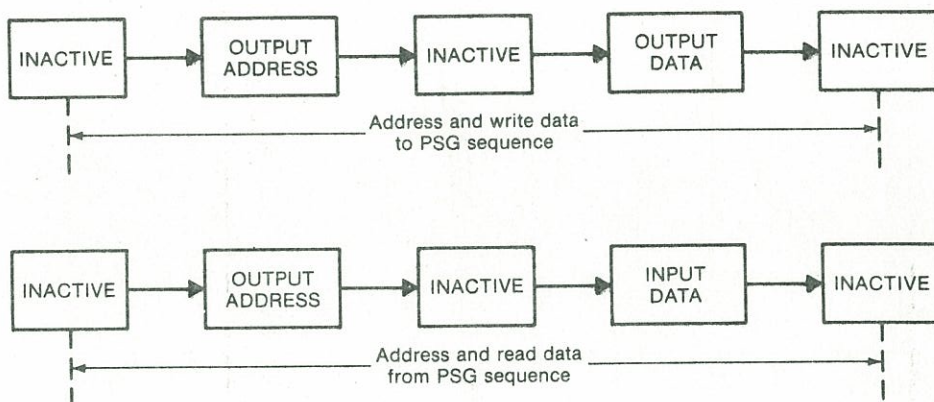 INACTIVE
OUTPUT
ADDRESS
INACTIVE
OUTPUT
DATA
INACTIVE
Address and write data
to PSG sequence
INACTIVE
OUTPUT
ADDRESS
INACTIVE
INPUT
DATA
INACTIVE
Address and read data
from PSG sequence